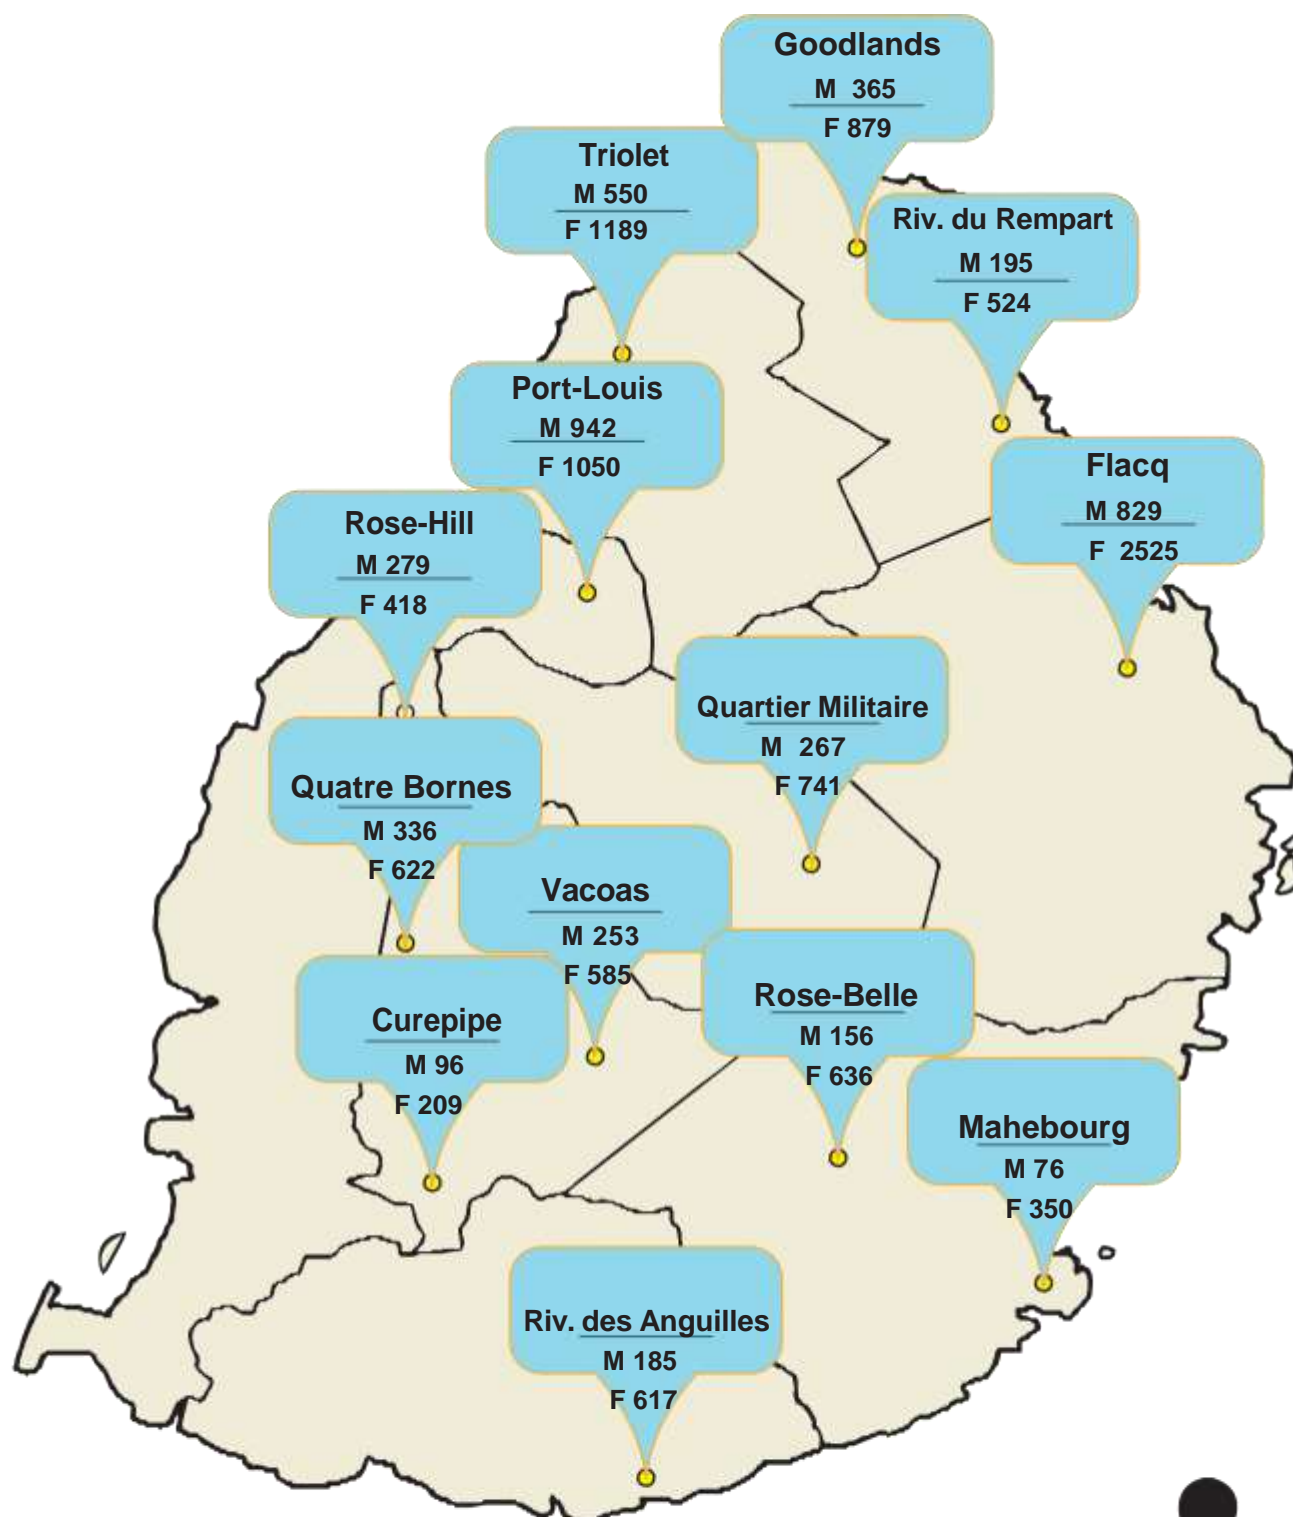 Goodlands
M 365
F 879
Triolet
M 550
F 1189
Riv. du Rempart
M 195
F 524
Port-Louis
M 942
F 1050
Flacq
M 829
F 2525
Rose-Hill
M 279
F 418
Quartier Militaire
M 267
F 741
Quatre Bornes
M 336
F 622
Vacoas
M 253
F 585
Rose-Belle
M 156
F 636
Curepipe
M 96
F 209
Mahebourg
M 76
F 350
Riv. des Anguilles
M 185
F 617